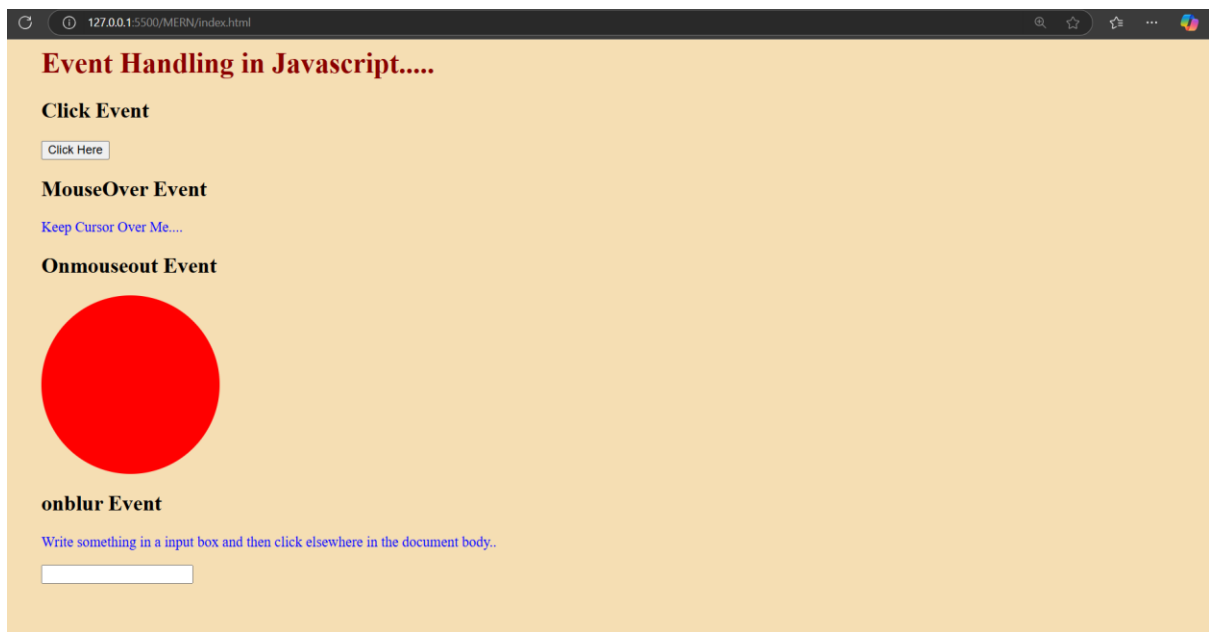 127.0.0.1:5500/MERN/index.html
Event Handling in Javascript.....
Click Event
Click Here
MouseOver Event
Keep Cursor Over Me....
Onmouseout Event
onblur Event
Write something in a input box and then click elsewhere in the document body..